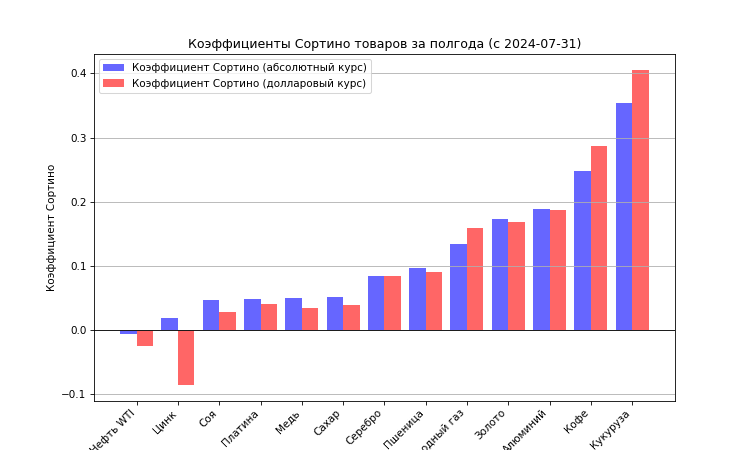 Коэффициенты Сортино товаров за полгода (с 2024-07-31)
Коэффициент Сортино (абсолютный курс)
Коэффициент Сортино (долларовый курс)
Коэффициент Сортино
0.4
0.3
0.2
0.1
0.0
−0.1
Нефть WTI
Цинк
Соя
Платина
Медь
Сахар
Серебро
Пшеница
газ
Золото
Алюминий
Кофе
Кукуруза